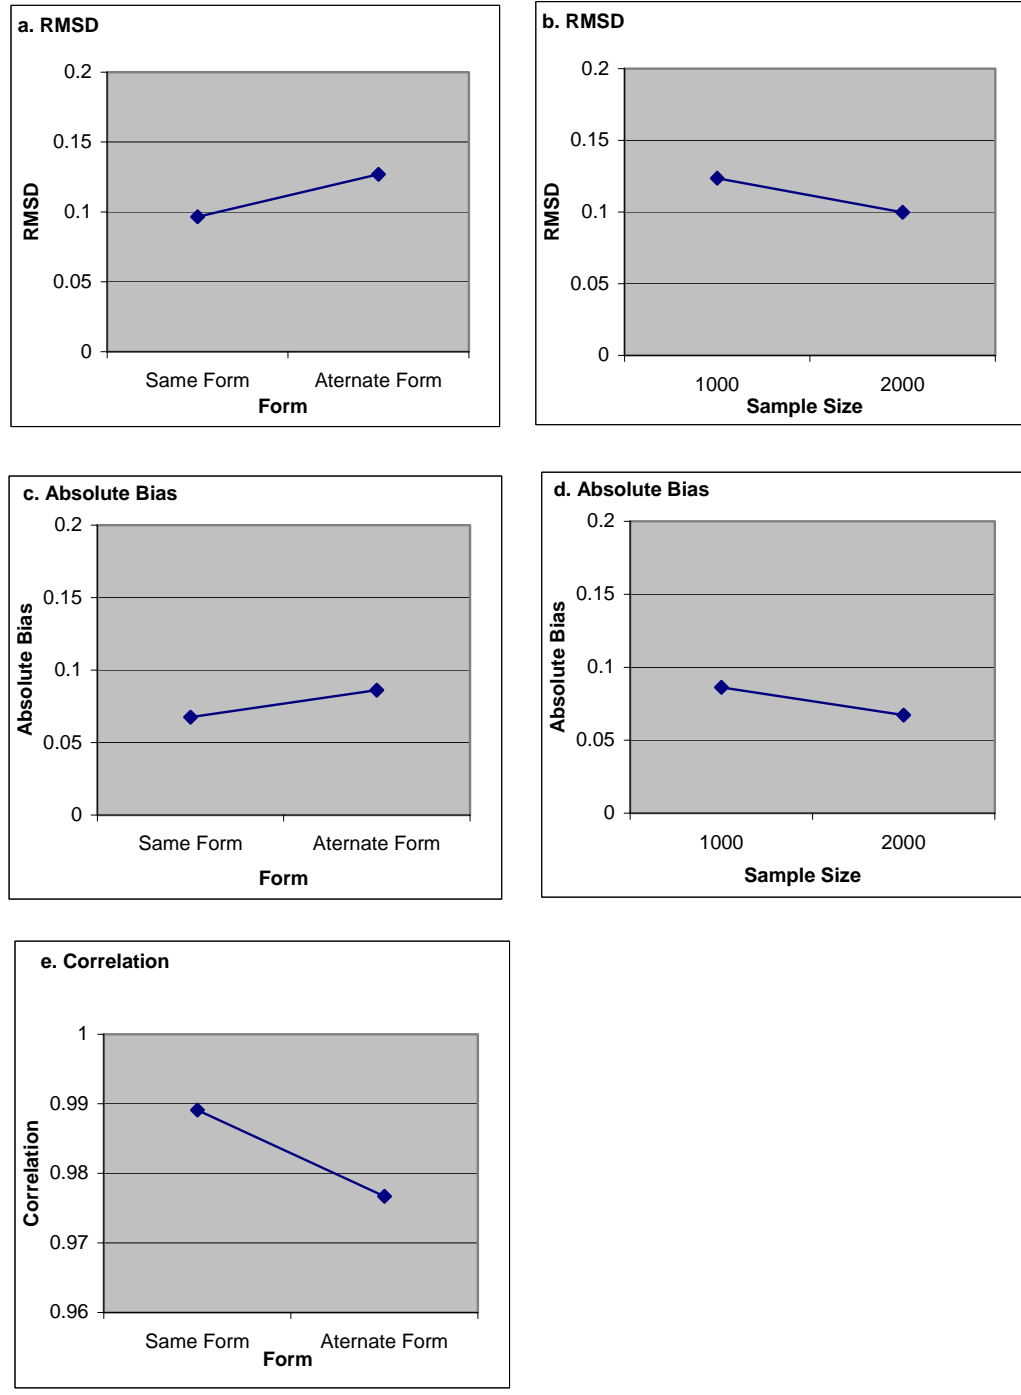 a. RMSD
RMSD
0.2
0.15
0.1
0.05
0
Same Form Aternate Form
Form
b. RMSD
RMSD
0.2
0.15
0.1
0.05
0
1000 2000
Sample Size
c. Absolute Bias
Absolute Bias
0.2
0.15
0.1
0.05
0
Same Form Aternate Form
Form
d. Absolute Bias
Absolute Bias
0.2
0.15
0.1
0.05
0
1000 2000
Sample Size
e. Correlation
Correlation
1
0.99
0.98
0.97
0.96
Same Form Aternate Form
Form